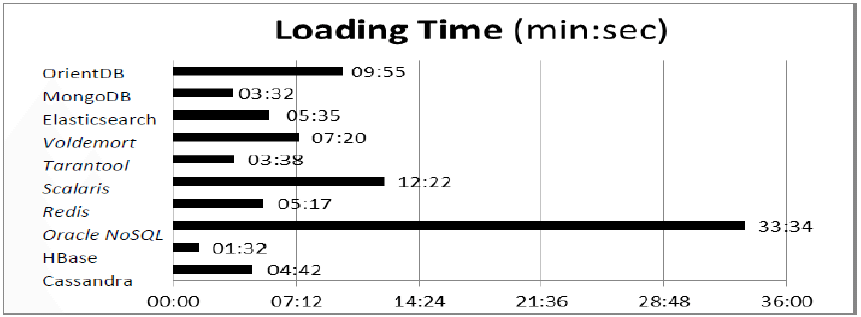 Loading Time (min:sec)
OrientDB 09:55
MongoDB 03:32
Elasticsearch 05:35
Voldemort 07:20
Tarantool 03:38
Scalaris 12:22
Redis 05:17
Oracle NoSQL 33:34
HBase 01:32
Cassandra 04:42
00:00 07:12 14:24 21:36 28:48 36:00